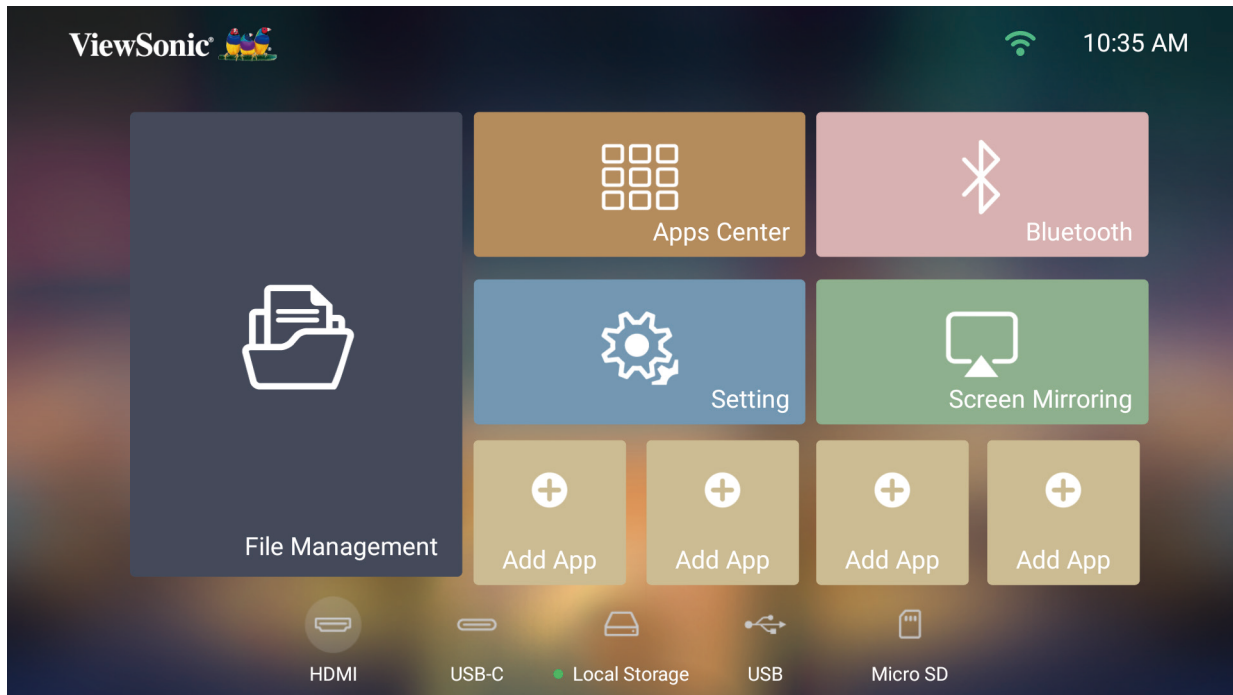 ViewSonic®
10:35 AM
Apps Center
Bluetooth
Setting
Screen Mirroring
File Management
Add App
Add App
Add App
Add App
HDMI
USB-C
Local Storage
USB
Micro SD